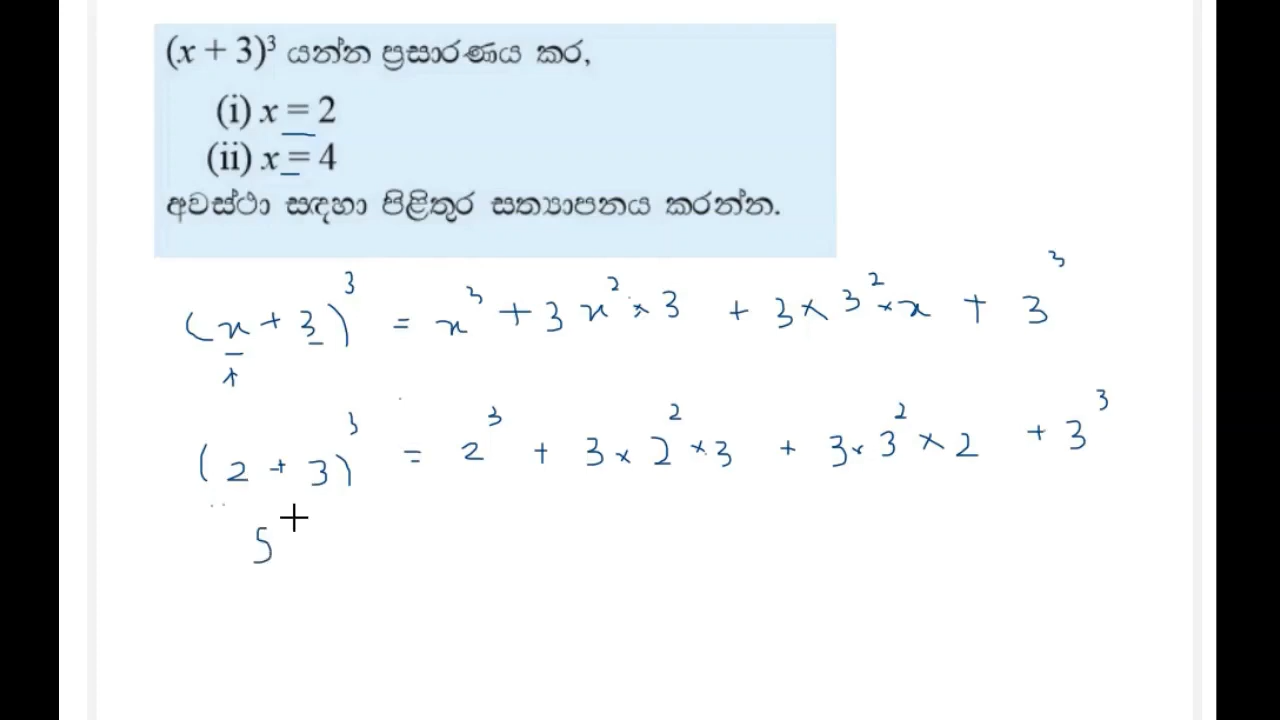 (x + 3)³ යන්න ප්‍රසාරණය කර,
(i) x = 2
(ii) x = 4
අවස්ථා සඳහා පිළිතුර සත්‍යාපනය කරන්න.
(x + 3)³ = x³ + 3x² × 3 + 3 × 3² × x + 3³
x
(2 + 3)³ = 2³ + 3 × 2² × 3 + 3 × 3² × 2 + 3³
5